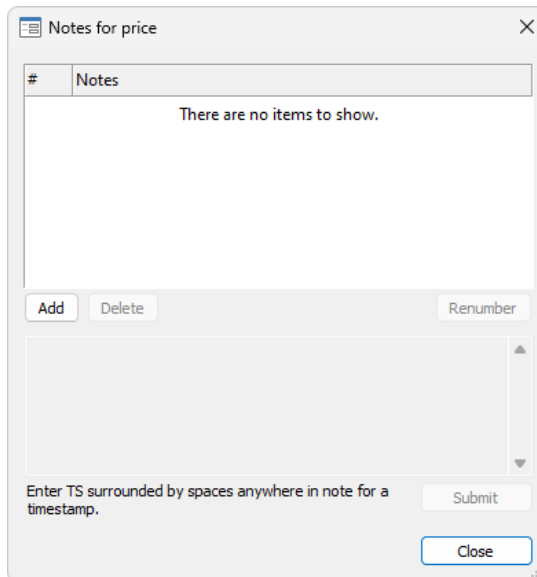 Notes for price
# Notes
There are no items to show.
Add Delete Renumber
Enter TS surrounded by spaces anywhere in note for a
timestamp.
Submit
Close